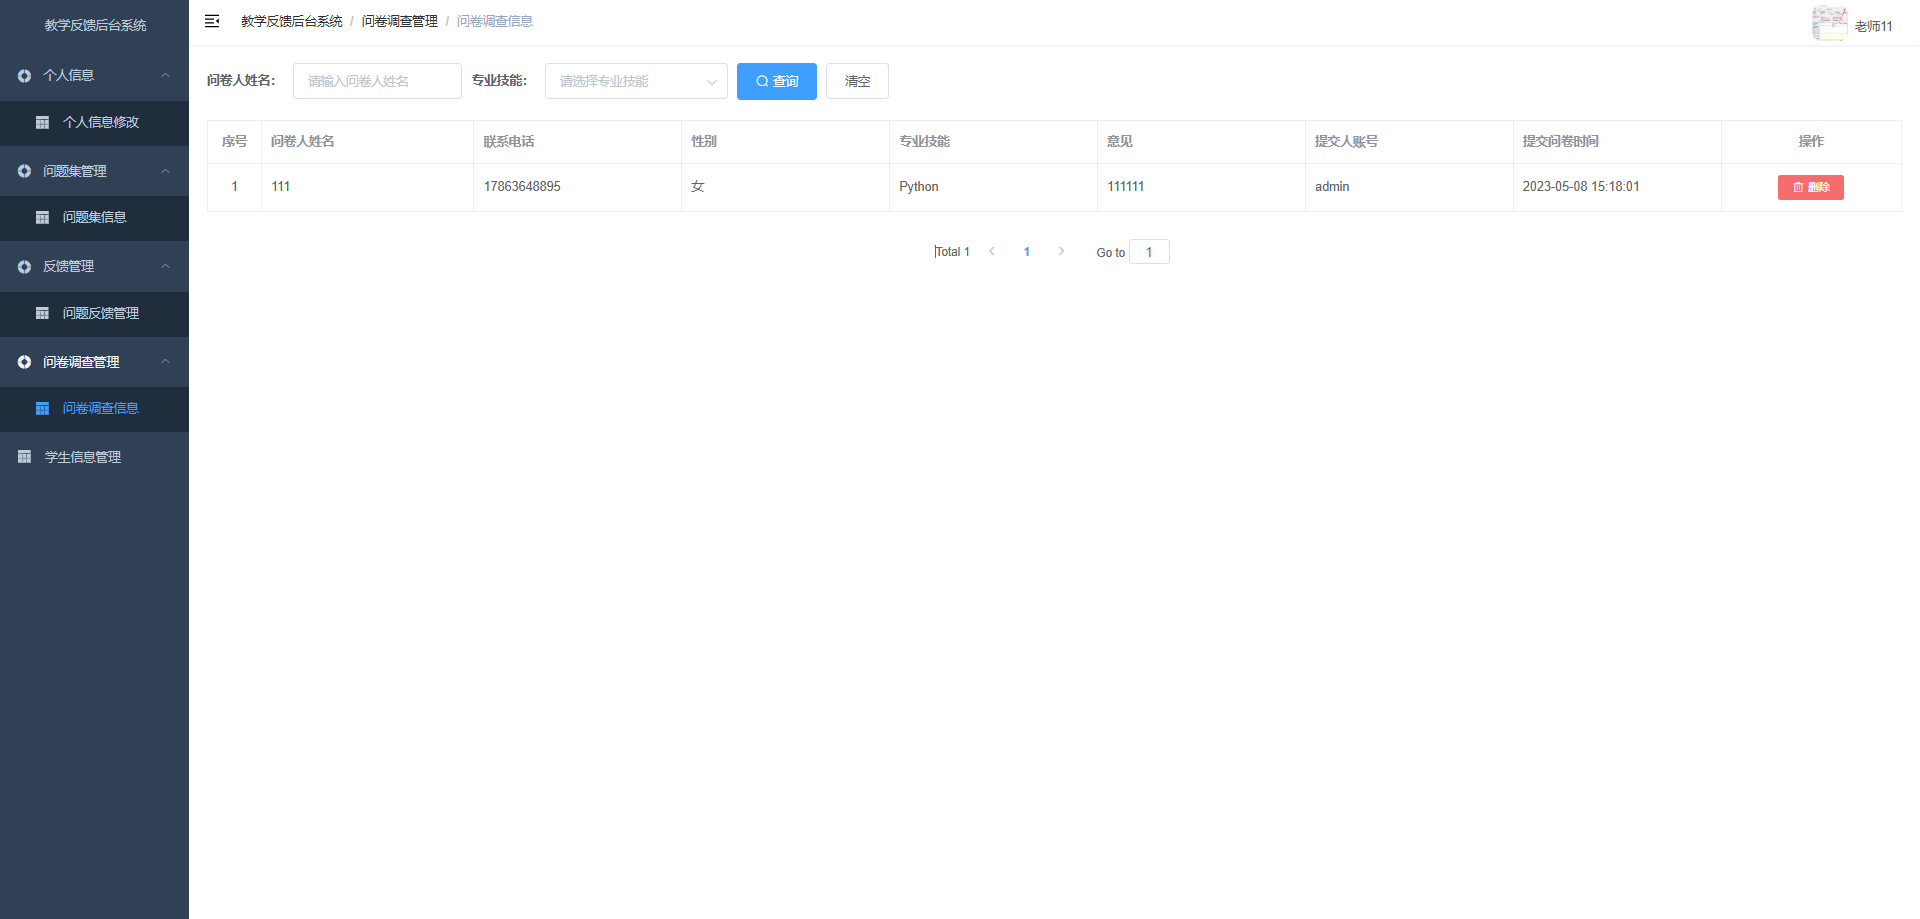 教学反馈后台系统
个人信息
个人信息修改
问题集管理
问题集信息
反馈管理
问题反馈管理
问卷调查管理
问卷调查信息
学生信息管理
教学反馈后台系统 / 问卷调查管理 / 问卷调查信息
老师11
问卷人姓名: 请输入问卷人姓名 专业技能: 请选择专业技能 查询 清空
序号 问卷人姓名 联系电话 性别 专业技能 意见 提交人账号 提交问卷时间 操作
1 111 17863648895 女 Python 111111 admin 2023-05-08 15:18:01 删除
Total 1 1 Go to 1